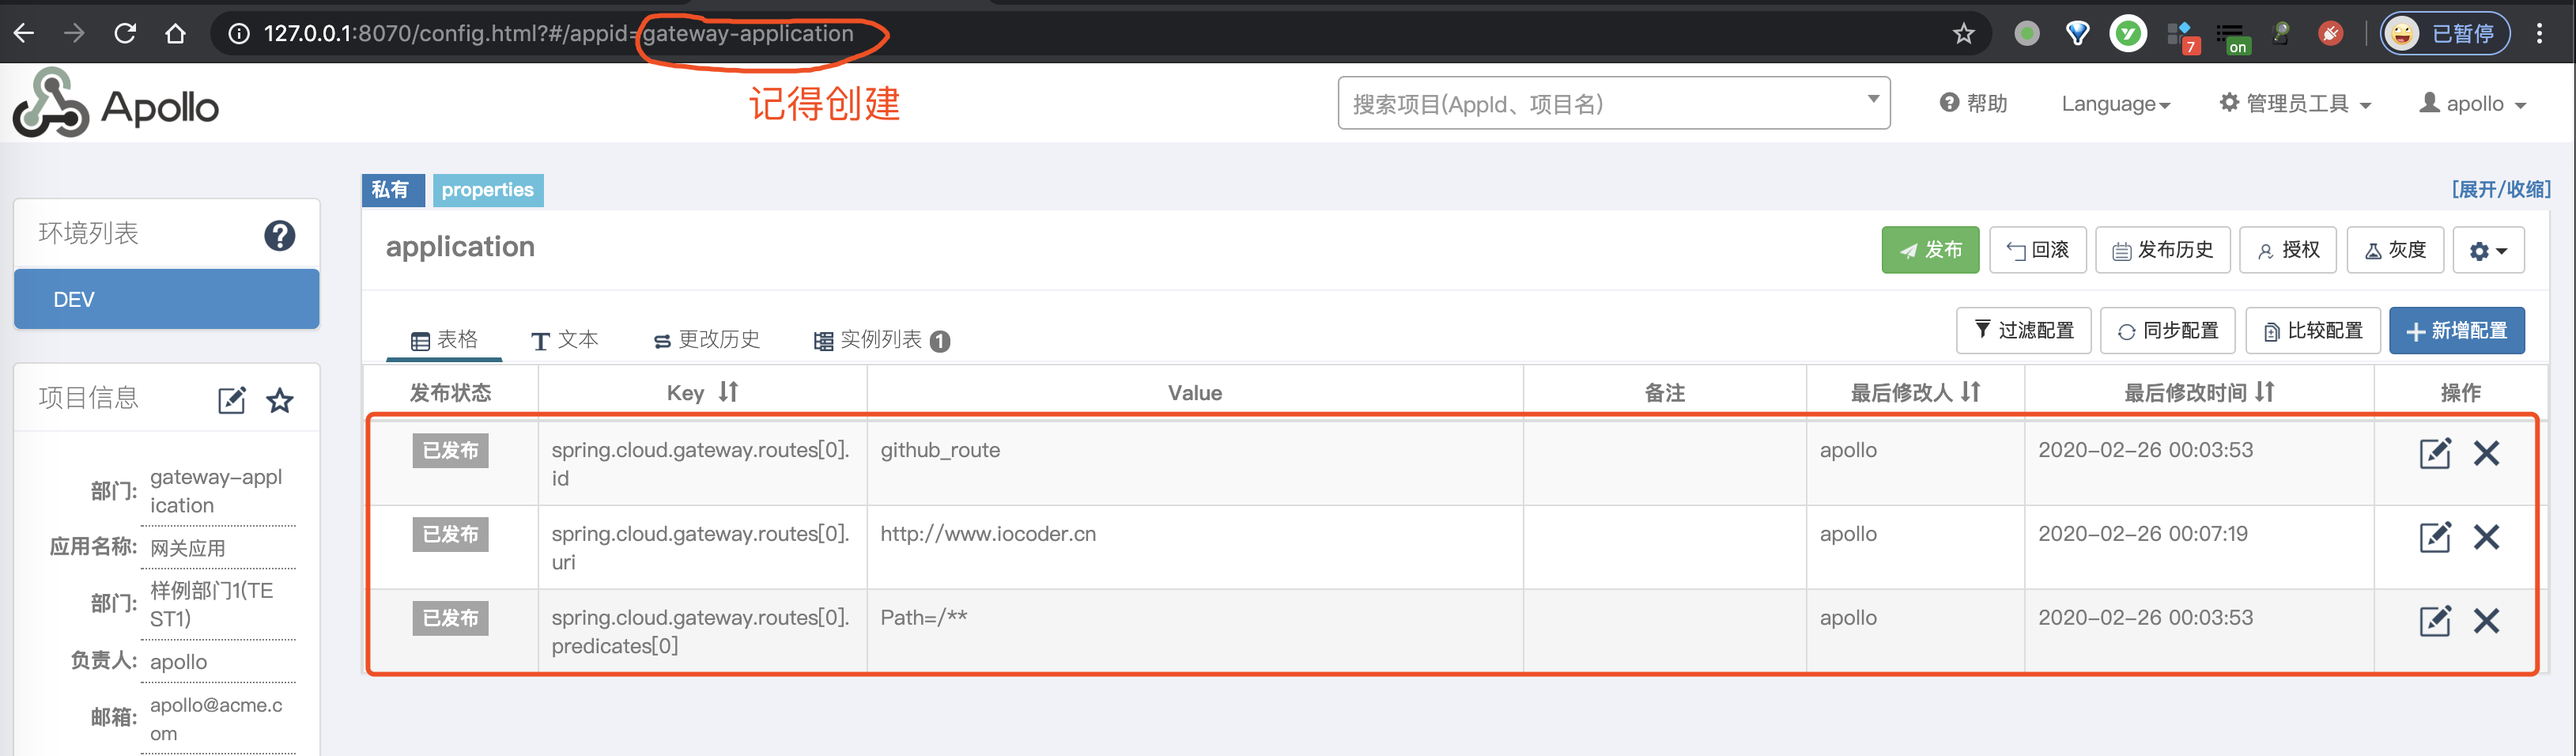 127.0.0.1:8070/config.html?#/appid=gateway-application
7
on
已暂停
Apollo
记得创建
搜索项目(AppId、项目名)
帮助
Language
管理员工具
apollo
私有
properties
[展开/收缩]
环境列表
DEV
application
发布
回滚
发布历史
授权
灰度
表格
文本
更改历史
实例列表 1
过滤配置
同步配置
比较配置
新增配置
项目信息
部门: gateway-appl
ication
应用名称: 网关应用
部门: 样例部门1(TE
ST1)
负责人: apollo
邮箱: apollo@acme.c
om
发布状态 Key Value 备注 最后修改人 最后修改时间 操作
已发布 spring.cloud.gateway.routes[0]. github_route apollo 2020-02-26 00:03:53
id
已发布 spring.cloud.gateway.routes[0]. http://www.iocoder.cn apollo 2020-02-26 00:07:19
uri
已发布 spring.cloud.gateway.routes[0]. Path=/** apollo 2020-02-26 00:03:53
predicates[0]